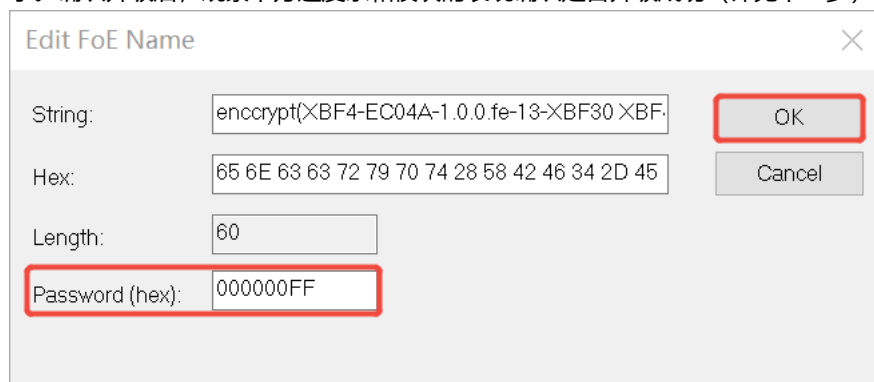 Edit FoE Name
String: enccrypt(XBF4-EC04A-1.0.0.fe-13-XBF30 XBF- OK
Hex: 65 6E 63 63 72 79 70 74 28 58 42 46 34 2D 45 Cancel
Length: 60
Password (hex): 000000FF